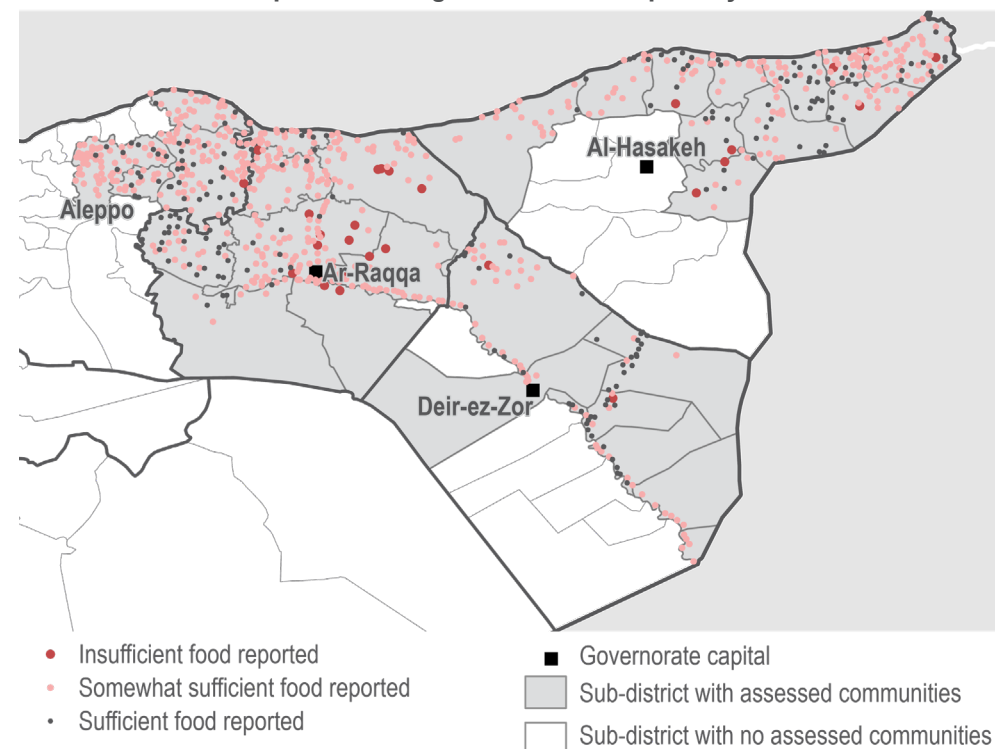 Al-Hasakeh
Aleppo
Ar-Raqqa
Deir-ez-Zor
Insufficient food reported
Somewhat sufficient food reported
Sufficient food reported
Governorate capital
Sub-district with assessed communities
Sub-district with no assessed communities